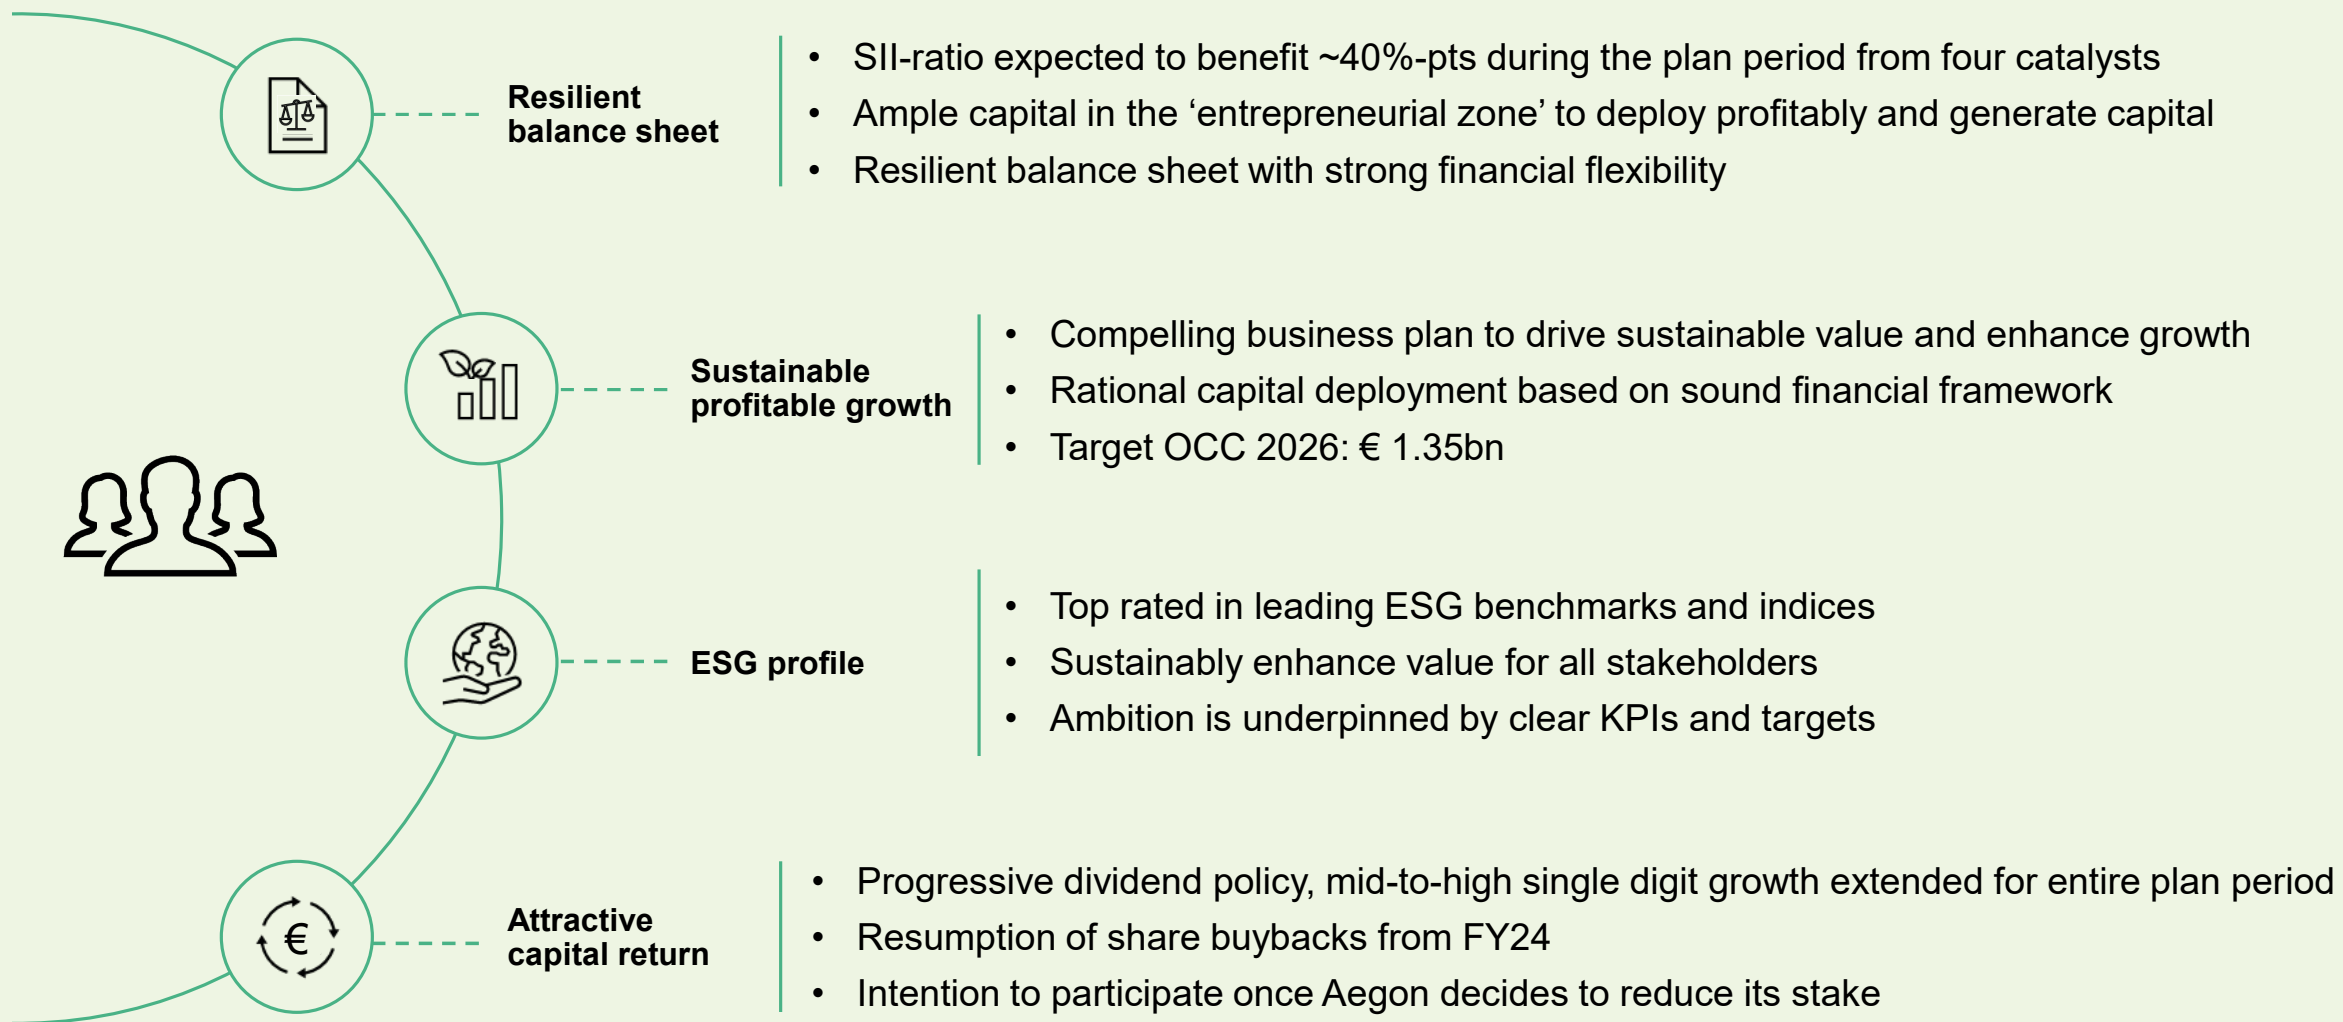 Resilient
balance sheet
• SII-ratio expected to benefit ~40%-pts during the plan period from four catalysts
• Ample capital in the ‘entrepreneurial zone’ to deploy profitably and generate capital
• Resilient balance sheet with strong financial flexibility
Sustainable
profitable growth
• Compelling business plan to drive sustainable value and enhance growth
• Rational capital deployment based on sound financial framework
• Target OCC 2026: € 1.35bn
ESG profile
• Top rated in leading ESG benchmarks and indices
• Sustainably enhance value for all stakeholders
• Ambition is underpinned by clear KPIs and targets
€
Attractive
capital return
• Progressive dividend policy, mid-to-high single digit growth extended for entire plan period
• Resumption of share buybacks from FY24
• Intention to participate once Aegon decides to reduce its stake